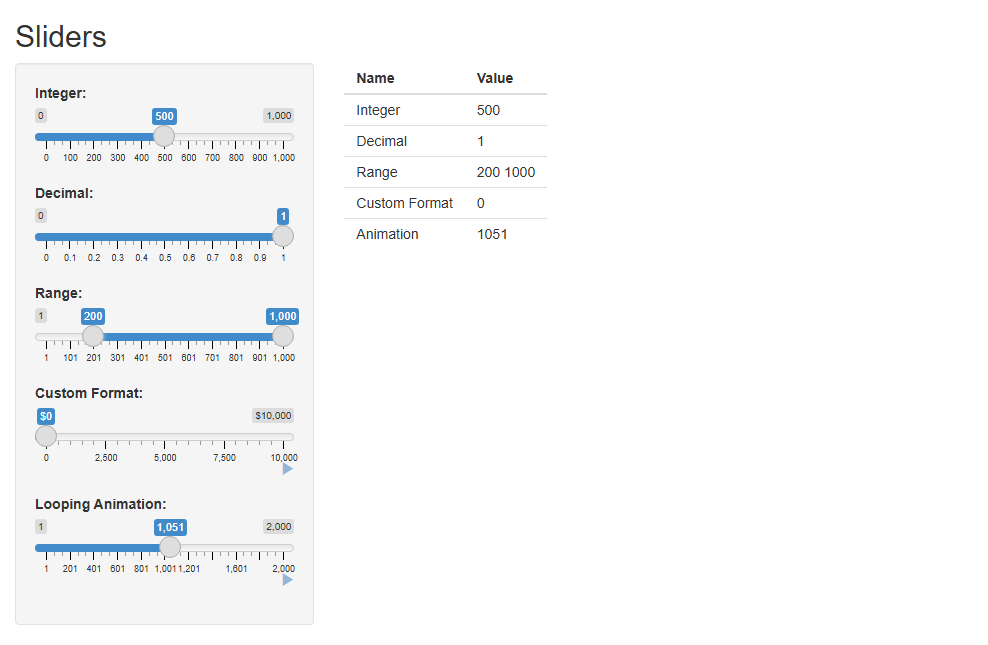 Sliders
Integer:
0 500 1,000
0 100 200 300 400 500 600 700 800 900 1,000
Decimal:
0 1
0 0.1 0.2 0.3 0.4 0.5 0.6 0.7 0.8 0.9 1
Range:
1 200 1,000
1 101 201 301 401 501 601 701 801 901 1,000
Custom Format:
$0 $10,000
0 2,500 5,000 7,500 10,000
Looping Animation:
1 1,051 2,000
1 201 401 601 801 1,001 1,201 1,601 2,000
Name Value
Integer 500
Decimal 1
Range 200 1000
Custom Format 0
Animation 1051